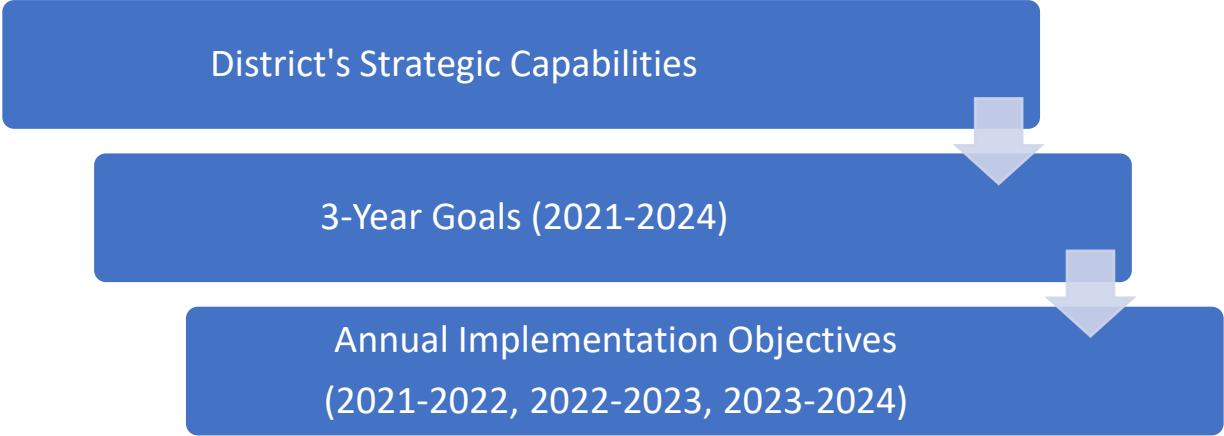 District's Strategic Capabilities
3-Year Goals (2021-2024)
Annual Implementation Objectives
(2021-2022, 2022-2023, 2023-2024)